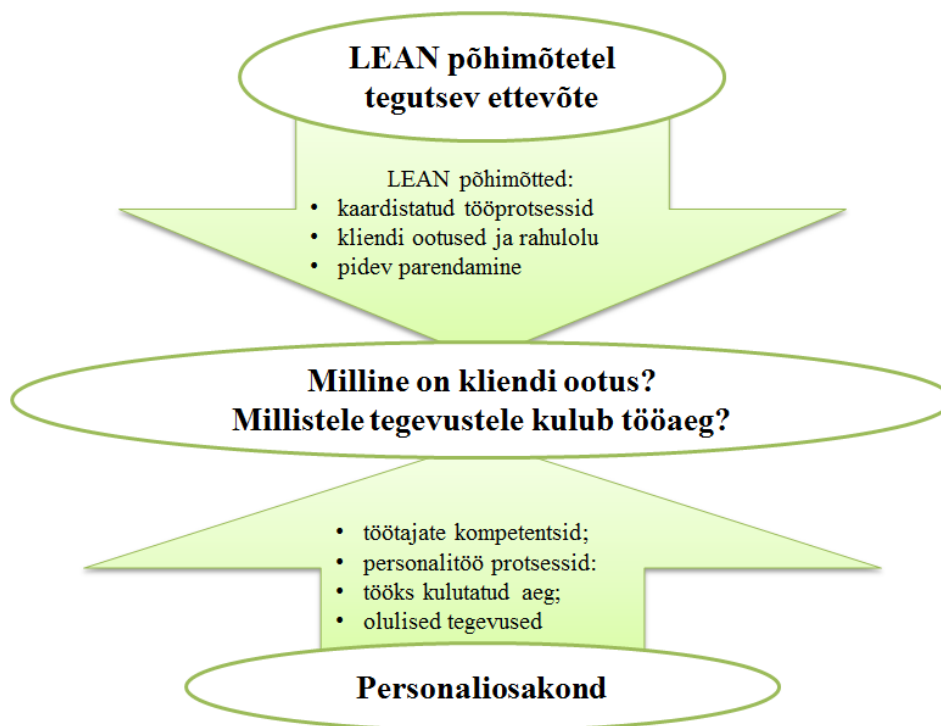 LEAN põhimõtetel
tegutsev ettevõte
LEAN põhimõtted:
• kaardistatud tööprotsessid
• kliendi ootused ja rahulolu
• pidev parendamine
Milline on kliendi ootus?
Millistele tegevustele kulub tööaeg?
• töötajate kompetentsid;
• personalitöö protsessid:
• tööks kulutatud aeg;
• olulised tegevused
Personaliosakond